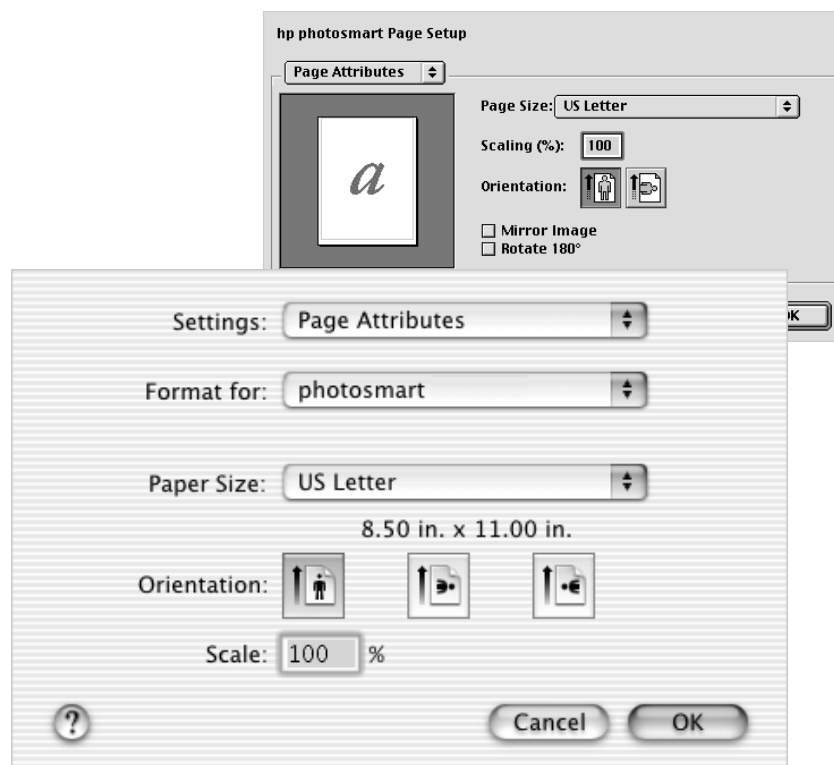 hp photosmart Page Setup
Page Attributes
a
Page Size: US Letter
Scaling (%): 100
Orientation:
Mirror Image
Rotate 180°
Settings: Page Attributes
Format for: photosmart
Paper Size: US Letter
8.50 in. x 11.00 in.
Orientation:
Scale: 100 %
? Cancel OK